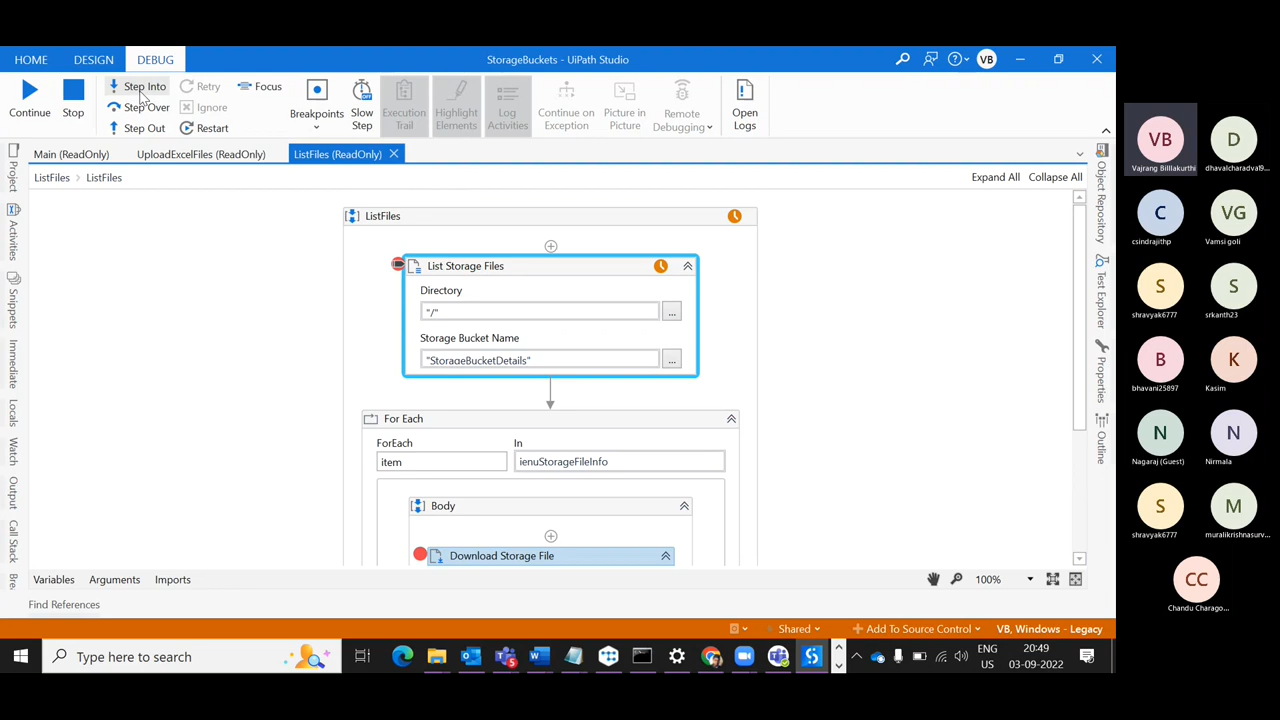 HOME
DESIGN
DEBUG
StorageBuckets - UiPath Studio
VB
Continue
Stop
Step Into
Step Over
Step Out
Retry
Ignore
Restart
Focus
Breakpoints
Slow
Step
Execution
Trail
Highlight
Elements
Log
Activities
Continue on
Exception
Picture in
Picture
Remote
Debugging
Open
Logs
Main (ReadOnly)
UploadExcelFiles (ReadOnly)
ListFiles (ReadOnly)
ListFiles > ListFiles
Expand All
Collapse All
Project
Activities
Snippets
Immediate
Locals
Watch
Output
Call Stack
Bre
Object Repository
Test Explorer
Properties
Outline
ListFiles
List Storage Files
Directory
"/"
...
Storage Bucket Name
"StorageBucketDetails"
...
For Each
ForEach
In
item
ienuStorageFileInfo
Body
Download Storage File
Variables
Arguments
Imports
100%
Find References
Shared
Add To Source Control
VB, Windows - Legacy
Type here to search
ENG
US
20:49
03-09-2022
VB
Vajrang Billlakurthi
D
dhavalcharadva19...
C
csindrajithp
VG
Vamsi goli
S
shravyak6777
S
srkanth23
B
bhavani25897
K
Kasim
N
Nagaraj (Guest)
N
Nirmala
S
shravyak6777
M
muralikrishnasurv...
CC
Chandu Charago...